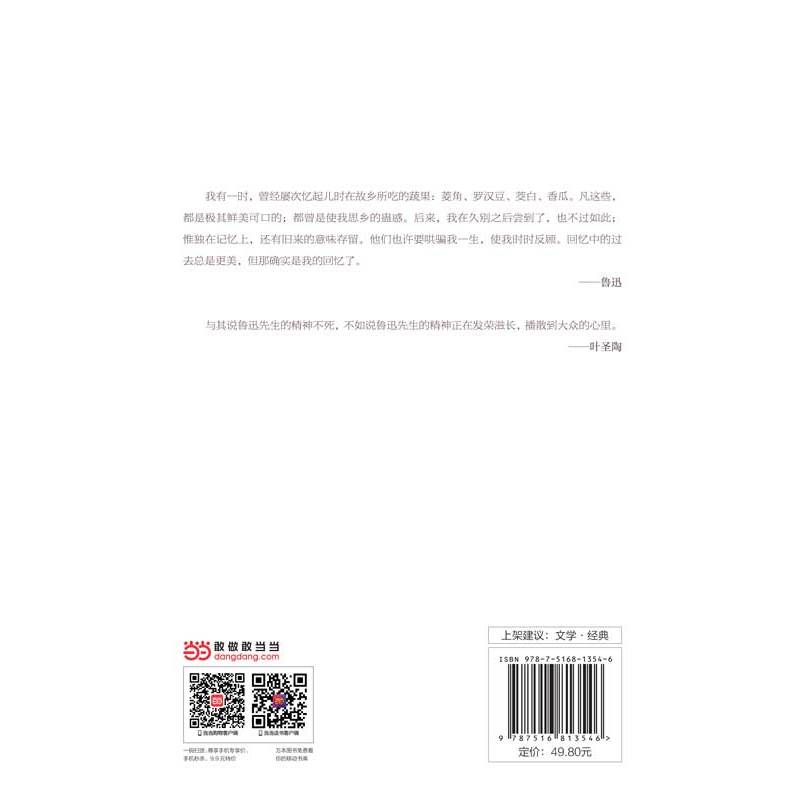 我有一时，曾经屡次忆起儿时在故乡所吃的蔬果：菱角、罗汉豆、茭白、香瓜。凡这些，
都是极其鲜美可口的；都曾是使我思乡的蛊惑。后来，我在久别之后尝到了，也不过如此；
惟独在记忆上，还有旧来的意味存留。他们也许要哄骗我一生，使我时时反顾。回忆中的过
去总是更美，但那确实是我的回忆了。
——鲁迅
与其说鲁迅先生的精神不死，不如说鲁迅先生的精神正在发荣滋长，播散到大众的心里。
——叶圣陶
敢做敢当当
dangdang.com
当当购物客户端
当当读书客户端
一码扫描，尊享手机专享价、
手机秒杀、9.9元特价
万本图书免费看
你的移动书库
上架建议：文学·经典
ISBN 978-7-5168-1354-6
9 787516 813546 >
定价：49.80元